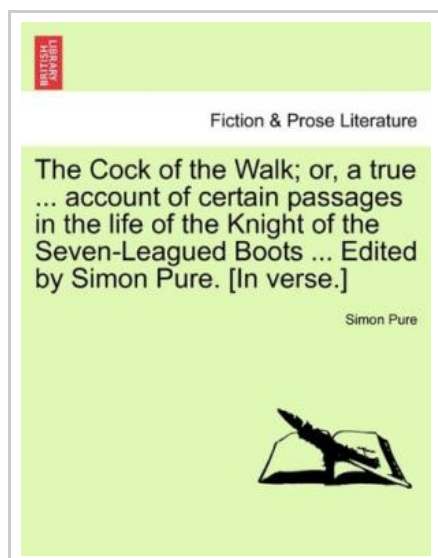 BRITISH
LIBRARY
Fiction & Prose Literature
The Cock of the Walk; or, a true
... account of certain passages
in the life of the Knight of the
Seven-Leagued Boots ... Edited
by Simon Pure. [In verse.]
Simon Pure